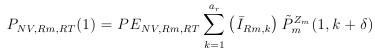 $P_{NV,Rm,RT}(1) = PE_{NV,Rm,RT} \sum_{k=1}^{a_r} \left( \bar{I}_{Rm,k} \right) \tilde{P}_m^{Z_m}(1, k+\delta)$